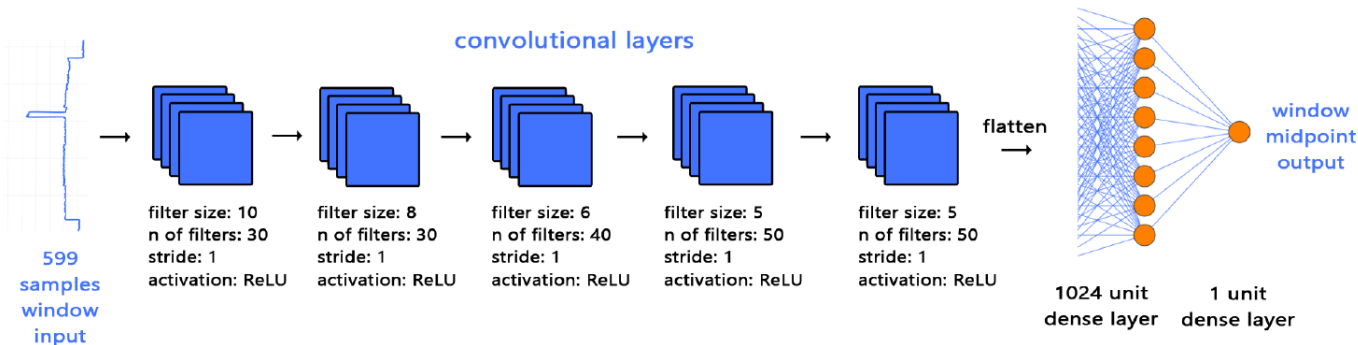 convolutional layers
599
samples
window
input
filter size: 10
n of filters: 30
stride: 1
activation: ReLU
filter size: 8
n of filters: 30
stride: 1
activation: ReLU
filter size: 6
n of filters: 40
stride: 1
activation: ReLU
filter size: 5
n of filters: 50
stride: 1
activation: ReLU
filter size: 5
n of filters: 50
stride: 1
activation: ReLU
flatten
1024 unit
dense layer
1 unit
dense layer
window
midpoint
output